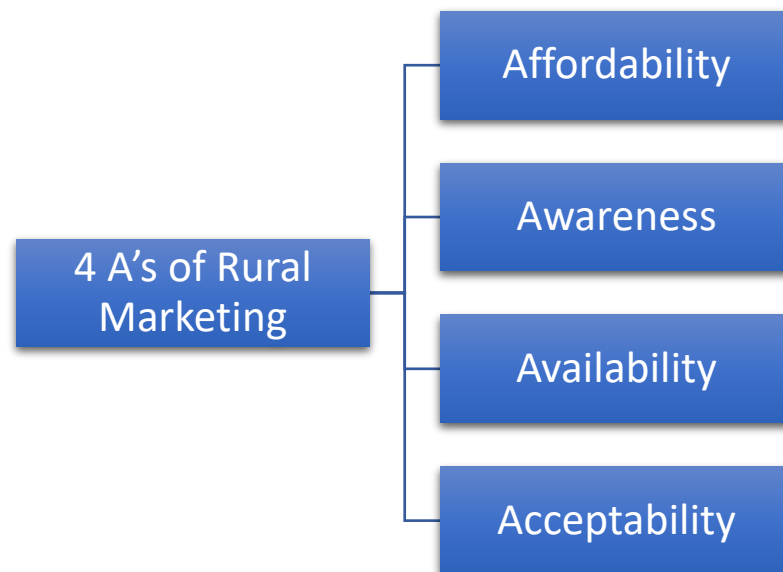 Affordability
Awareness
4 A’s of Rural
Marketing
Availability
Acceptability